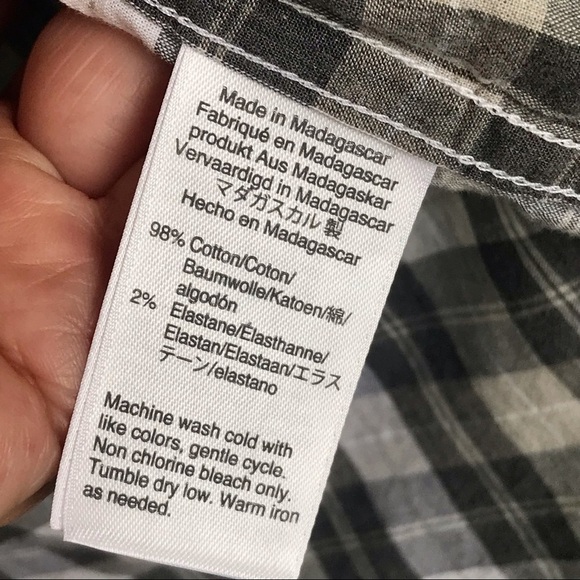 Made in Madagascar
Fabriqué en Madagascar
produkt Aus Madagaskar
Vervaardigd in Madagascar
マダガスカル 製
Hecho en Madagascar
98% Cotton/Coton/
Baumwolle/Katoen/綿/
algodón
2% Elastane/Élasthanne/
Elastan/Elastaan/エラス
テーン/elastano
Machine wash cold with
like colors, gentle cycle.
Non chlorine bleach only.
Tumble dry low. Warm iron
as needed.